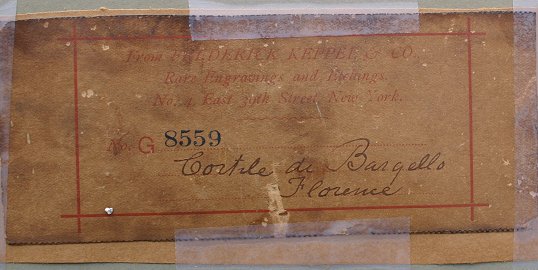 From FREDERICK KEPPEL & CO.,
Rare Engravings and Etchings,
No. 4 East 39th Street, New York.
No. G 8559
Cortile di Bargello
Florence